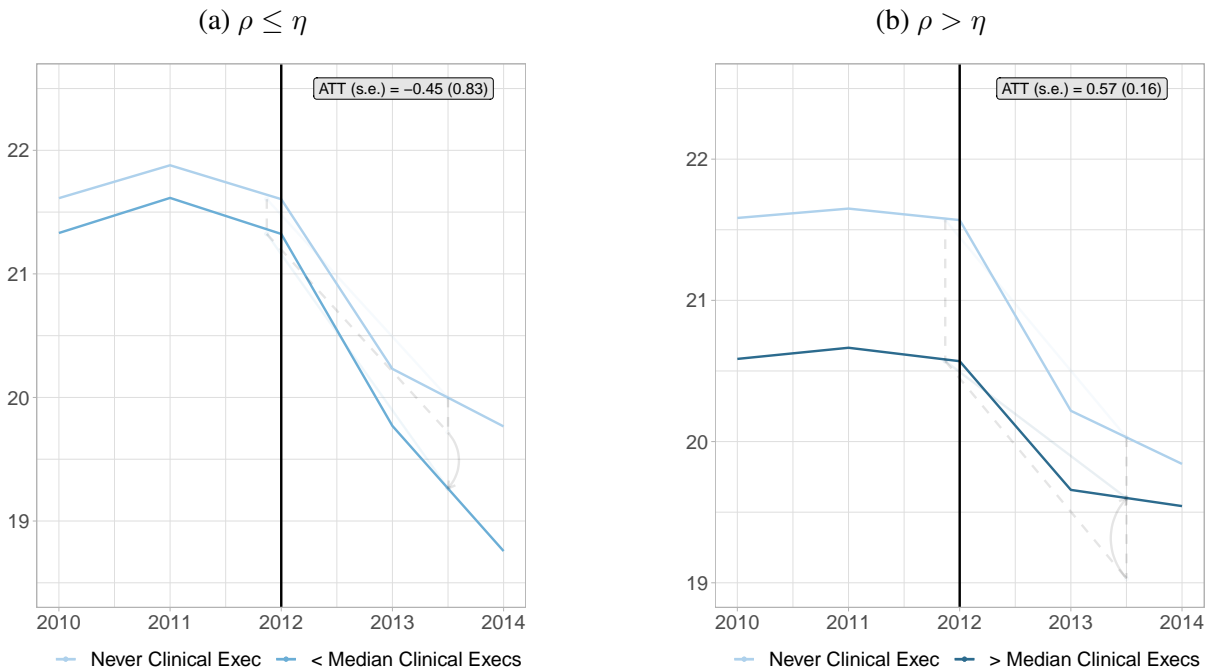 (a) ρ ≤ η
ATT (s.e.) = −0.45 (0.83)
22
21
20
19
2010 2011 2012 2013 2014
Never Clinical Exec < Median Clinical Execs
(b) ρ > η
ATT (s.e.) = 0.57 (0.16)
22
21
20
19
2010 2011 2012 2013 2014
Never Clinical Exec > Median Clinical Execs